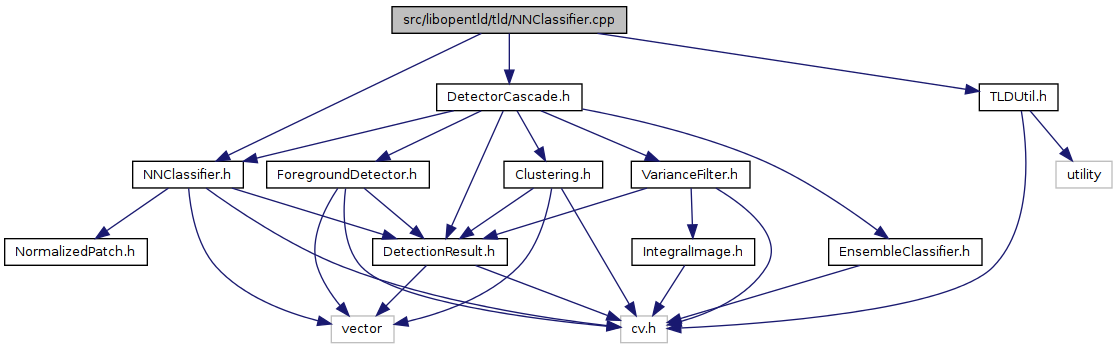 src/libopentld/tld/NNClassifier.cpp
DetectorCascade.h
TLDUtil.h
NNClassifier.h
ForegroundDetector.h
Clustering.h
VarianceFilter.h
utility
NormalizedPatch.h
DetectionResult.h
IntegralImage.h
EnsembleClassifier.h
vector
cv.h